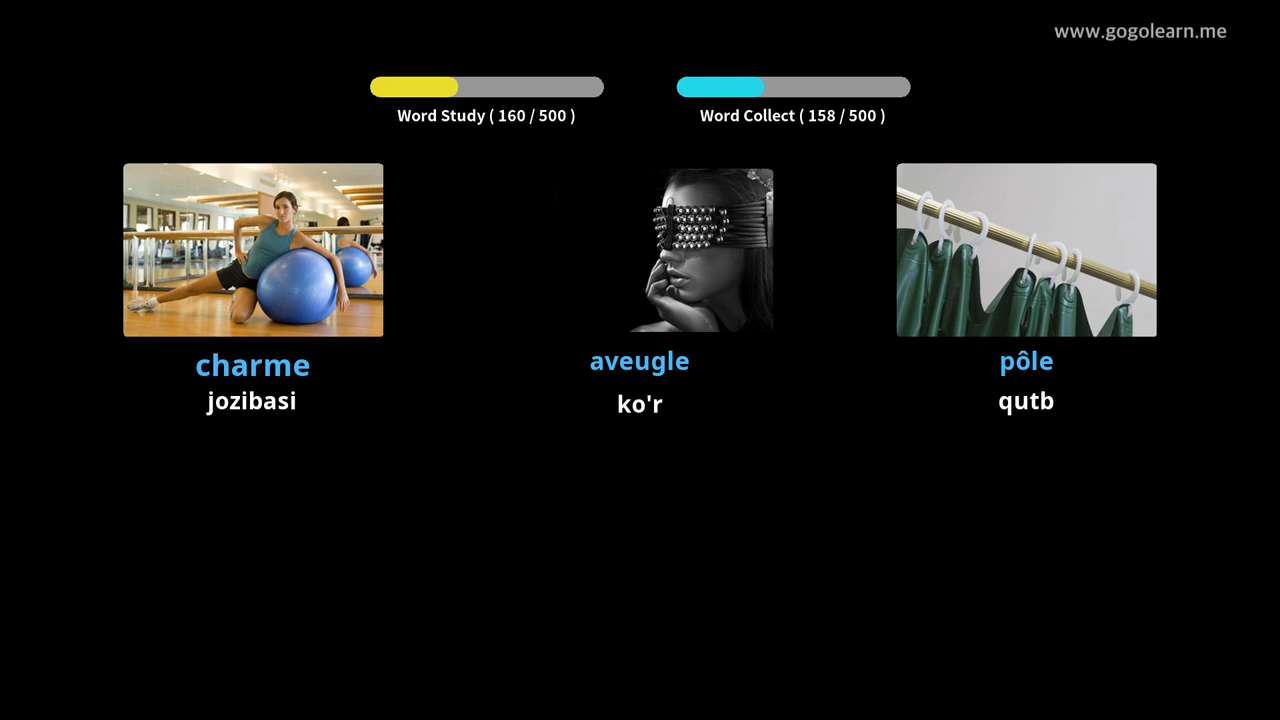 www.gogolearn.me
Word Study ( 160 / 500 )
Word Collect ( 158 / 500 )
charme
aveugle
pôle
jozibasi
ko'r
qutb